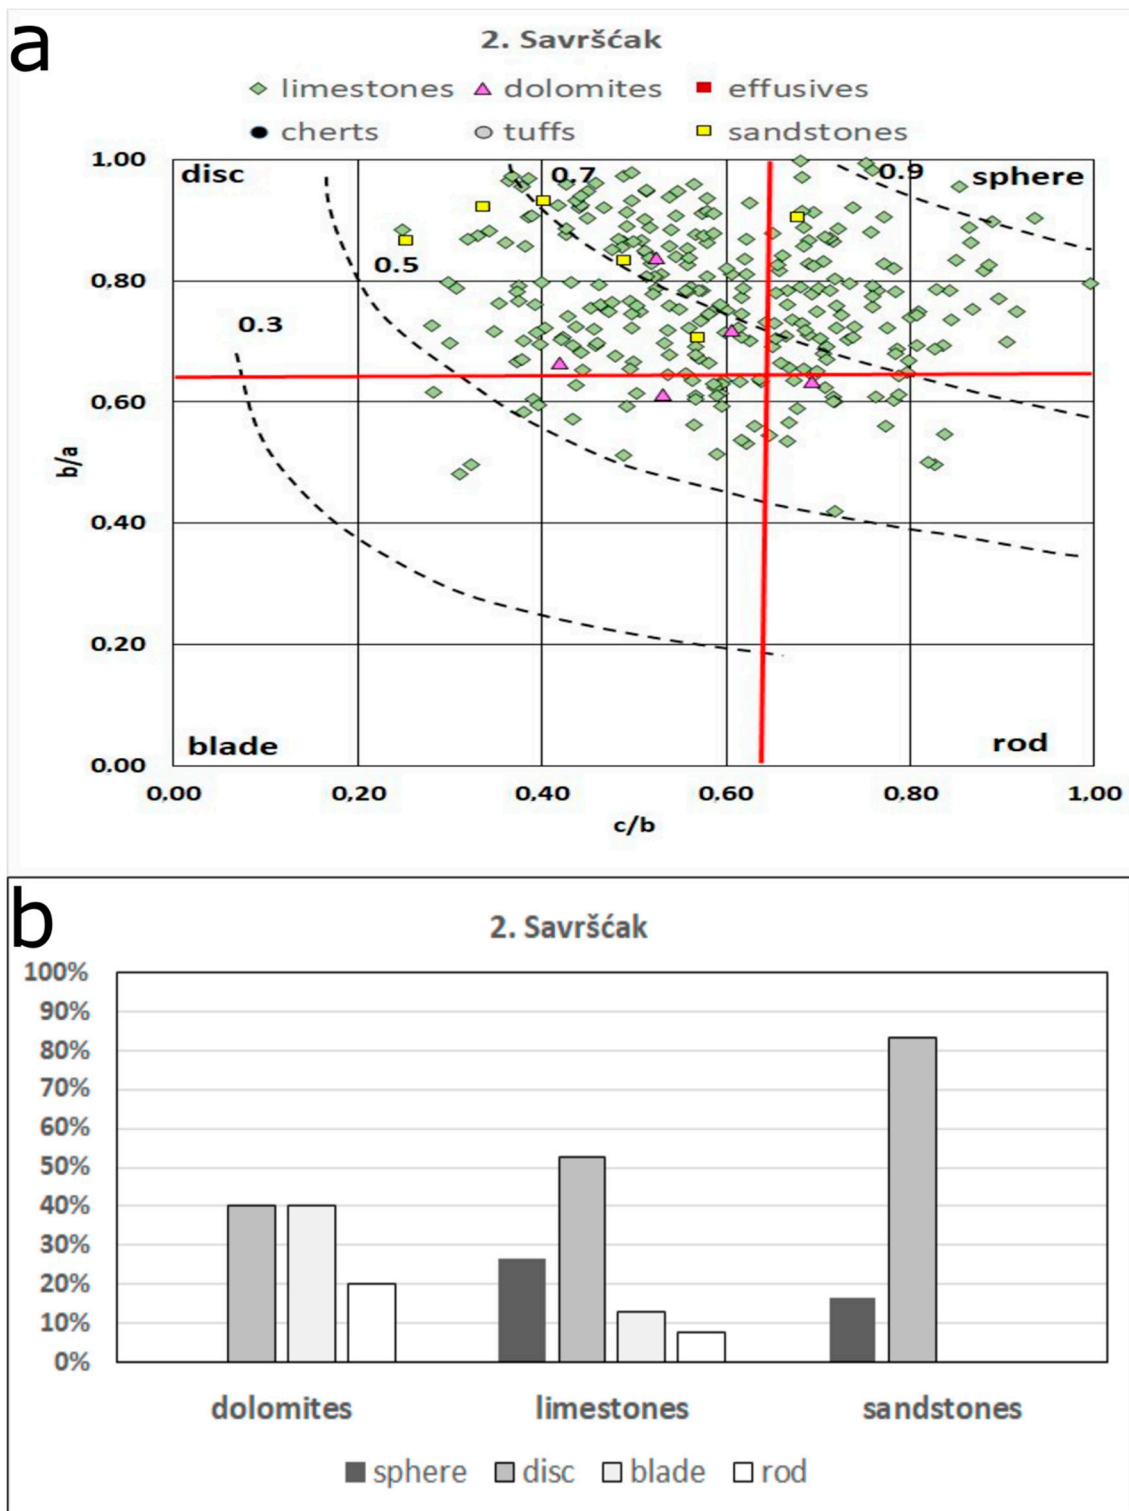 a
2. Savršćak
limestones dolomites effusives
cherts tuffs sandstones
1,00
disc 0.7 0.9 sphere
0,80
0.5
0.3
0,60
b/a
0,40
0,20
blade rod
0,00
0,00 0,20 0,40 0,60 0,80 1,00
c/b
b
2. Savršćak
100%
90%
80%
70%
60%
50%
40%
30%
20%
10%
0%
dolomites limestones sandstones
sphere disc blade rod